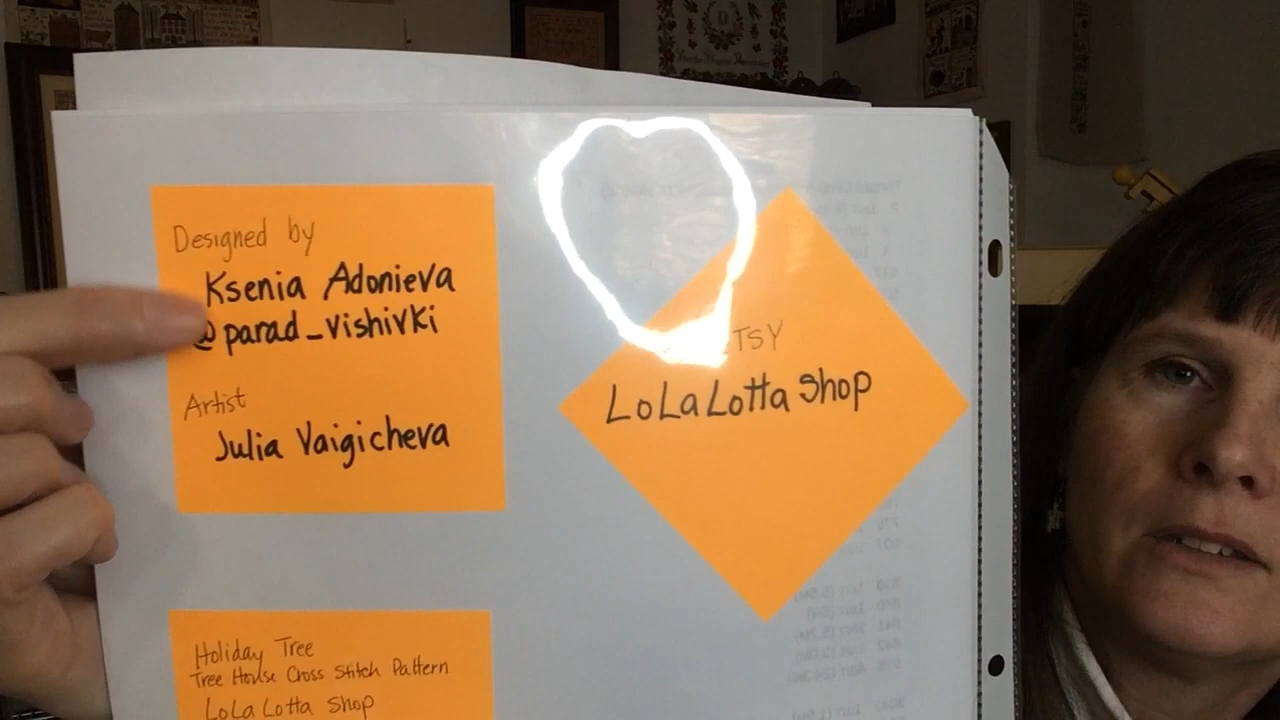 Designed by
Ksenia Adonieva
@parad_vishivki
Artist
Julia Vaigicheva
TSY
LoLaLotta Shop
Holiday Tree
Tree House Cross Stitch Pattern
LoLa Lotta Shop